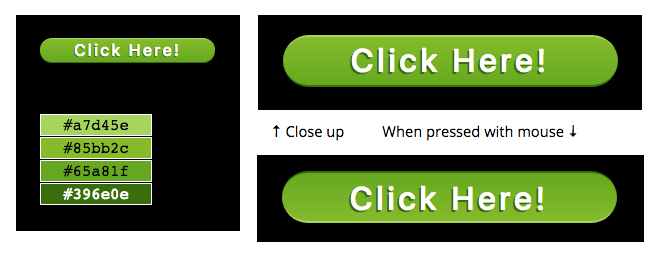 Click Here!
#a7d45e
#85bb2c
#65a81f
#396e0e
Click Here!
↑ Close up When pressed with mouse ↓
Click Here!